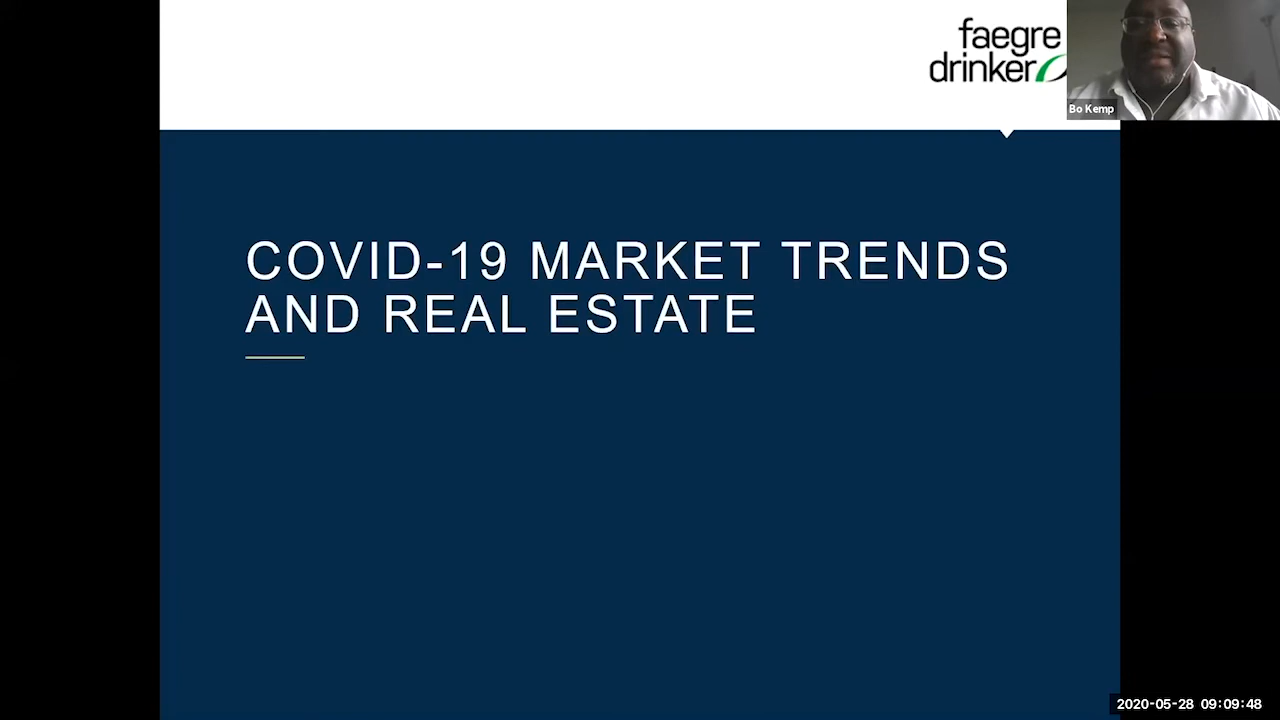 faegre
drinker
Bo Kemp
COVID-19 MARKET TRENDS
AND REAL ESTATE
2020-05-28 09:09:48